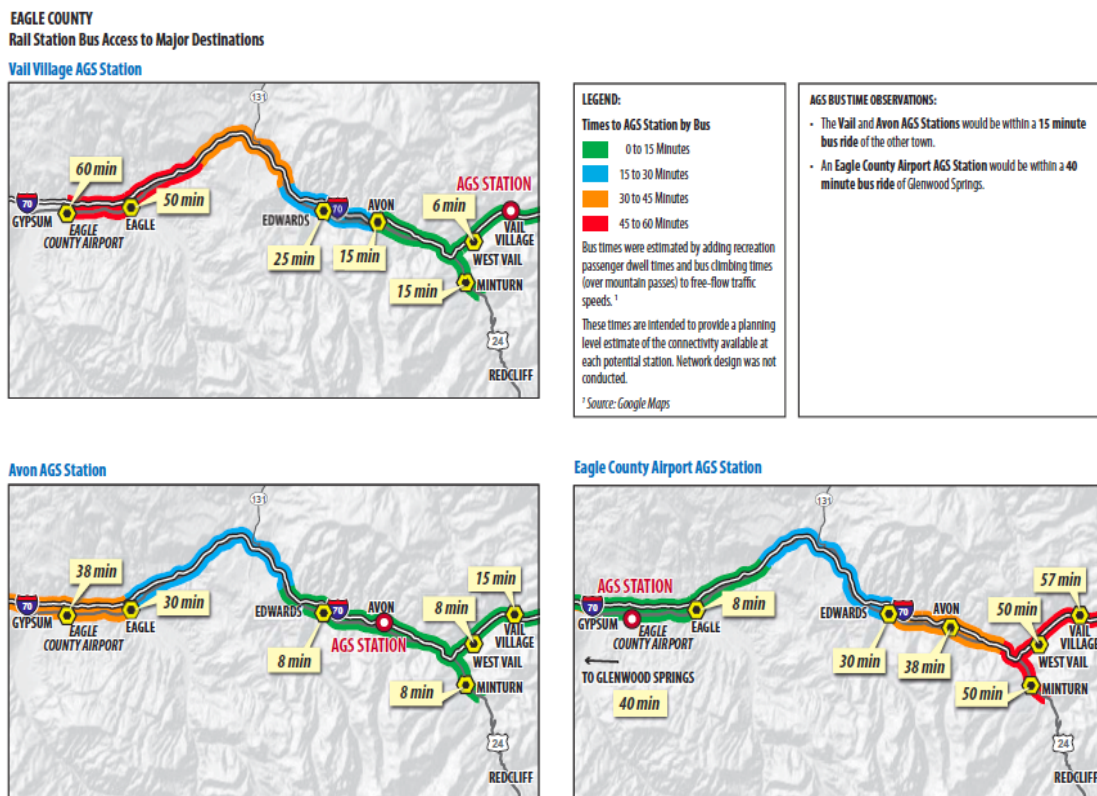 EAGLE COUNTY
Rail Station Bus Access to Major Destinations
Vail Village AGS Station
131
60 min
70
GYPSUM
EAGLE
COUNTY AIRPORT
EAGLE
50 min
EDWARDS
70
AVON
25 min
15 min
AGS STATION
6 min
VAIL
VILLAGE
WEST VAIL
15 min
MINTURN
24
REDCLIFF
LEGEND:
Times to AGS Station by Bus
0 to 15 Minutes
15 to 30 Minutes
30 to 45 Minutes
45 to 60 Minutes
Bus times were estimated by adding recreation
passenger dwell times and bus climbing times
(over mountain passes) to free-flow traffic
speeds. ¹
These times are intended to provide a planning
level estimate of the connectivity available at
each potential station. Network design was not
conducted.
¹ Source: Google Maps
AGS BUS TIME OBSERVATIONS:
• The Vail and Avon AGS Stations would be within a 15 minute
bus ride of the other town.
• An Eagle County Airport AGS Station would be within a 40
minute bus ride of Glenwood Springs.
Avon AGS Station
131
38 min
70
GYPSUM
EAGLE
COUNTY AIRPORT
EAGLE
30 min
EDWARDS
70
AVON
AGS STATION
8 min
15 min
8 min
VAIL
VILLAGE
WEST VAIL
8 min
MINTURN
24
REDCLIFF
Eagle County Airport AGS Station
131
AGS STATION
70
GYPSUM
EAGLE
COUNTY AIRPORT
EAGLE
8 min
TO GLENWOOD SPRINGS
40 min
EDWARDS
70
AVON
30 min
38 min
57 min
50 min
VAIL
VILLAGE
WEST VAIL
50 min
MINTURN
24
REDCLIFF